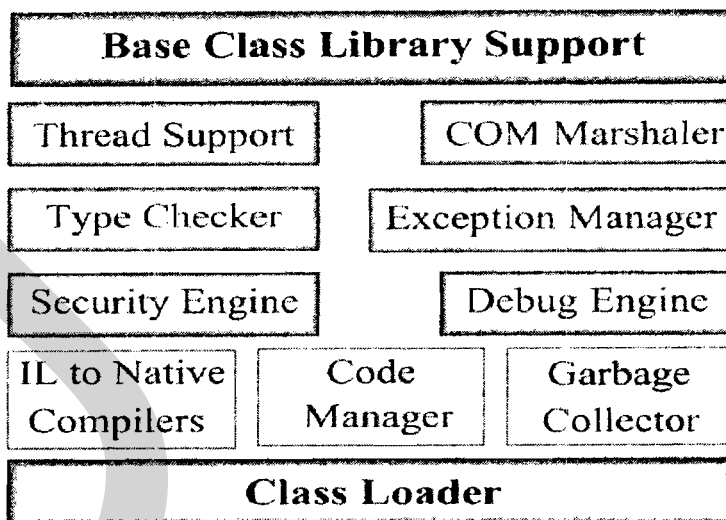 Base Class Library Support
Thread Support
COM Marshaler
Type Checker
Exception Manager
Security Engine
Debug Engine
IL to Native
Compilers
Code
Manager
Garbage
Collector
Class Loader